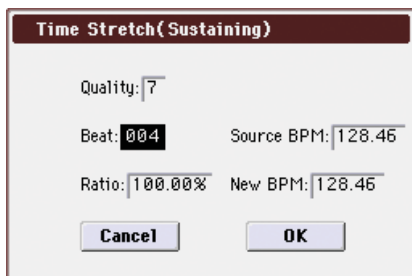 Time Stretch(Sustaining)
Quality: 7
Beat: 004 Source BPM: 128.46
Ratio: 100.00% New BPM: 128.46
Cancel OK